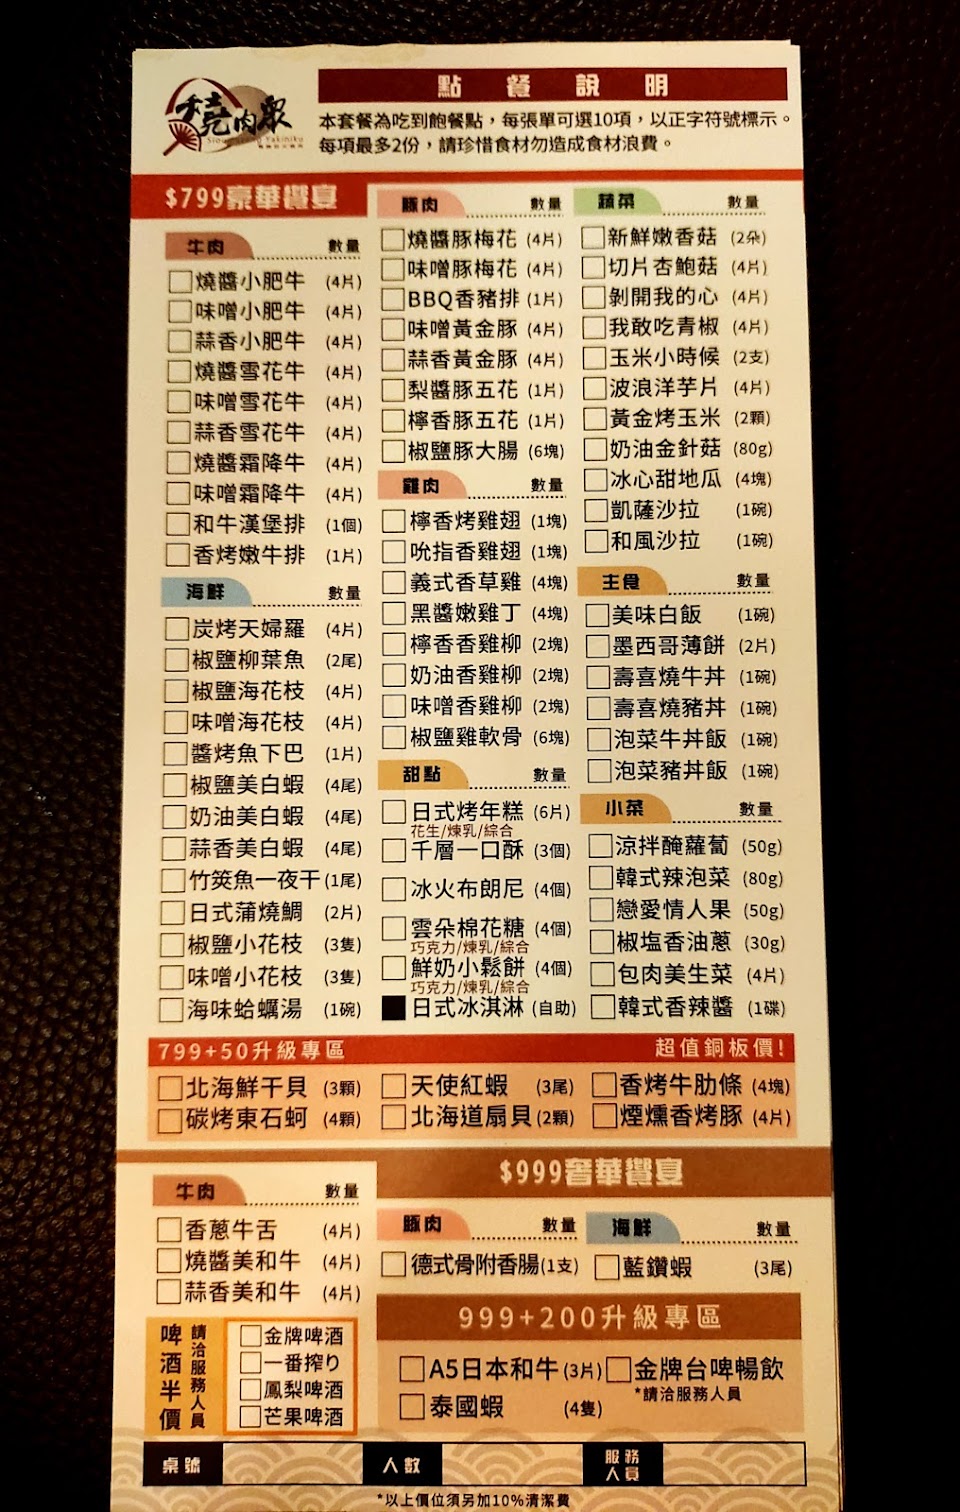 燒肉眾
點餐說明
本套餐為吃到飽餐點，每張單可選10項，以正字符號標示。
每項最多2份，請珍惜食材勿造成食材浪費。
$799豪華饗宴
牛肉 數量
燒醬小肥牛 (4片)
味噌小肥牛 (4片)
蒜香小肥牛 (4片)
燒醬雪花牛 (4片)
味噌雪花牛 (4片)
蒜香雪花牛 (4片)
燒醬霜降牛 (4片)
味噌霜降牛 (4片)
和牛漢堡排 (1個)
香烤嫩牛排 (1片)
海鮮 數量
炭烤天婦羅 (4片)
椒鹽柳葉魚 (2尾)
椒鹽海花枝 (4片)
味噌海花枝 (4片)
醬烤魚下巴 (1片)
椒鹽美白蝦 (4尾)
奶油美白蝦 (4尾)
蒜香美白蝦 (4尾)
竹筴魚一夜干 (1尾)
日式蒲燒鯛 (2片)
椒鹽小花枝 (3隻)
味噌小花枝 (3隻)
海味蛤蠣湯 (1碗)
豚肉 數量
燒醬豚梅花 (4片)
味噌豚梅花 (4片)
BBQ香豬排 (1片)
味噌黃金豚 (4片)
蒜香黃金豚 (4片)
梨醬豚五花 (1片)
檸香豚五花 (1片)
椒鹽豚大腸 (6塊)
雞肉 數量
檸香烤雞翅 (1塊)
吮指香雞翅 (1塊)
義式香草雞 (4塊)
黑醬嫩雞丁 (4塊)
檸香香雞柳 (2塊)
奶油香雞柳 (2塊)
味噌香雞柳 (2塊)
椒鹽雞軟骨 (6塊)
甜點 數量
日式烤年糕 (6片)
花生/煉乳/綜合
千層一口酥 (3個)
冰火布朗尼 (4個)
雲朵棉花糖 (4個)
巧克力/煉乳/綜合
鮮奶小鬆餅 (4個)
巧克力/煉乳/綜合
日式冰淇淋 (自助)
蔬菜 數量
新鮮嫩香菇 (2朵)
切片杏鮑菇 (4片)
剝開我的心 (4片)
我敢吃青椒 (4片)
玉米小時候 (2支)
波浪洋芋片 (4片)
黃金烤玉米 (2顆)
奶油金針菇 (80g)
冰心甜地瓜 (4塊)
凱薩沙拉 (1碗)
和風沙拉 (1碗)
主食 數量
美味白飯 (1碗)
墨西哥薄餅 (2片)
壽喜燒牛丼 (1碗)
壽喜燒豬丼 (1碗)
泡菜牛丼飯 (1碗)
泡菜豬丼飯 (1碗)
小菜 數量
涼拌醃蘿蔔 (50g)
韓式辣泡菜 (80g)
戀愛情人果 (50g)
椒塩香油蔥 (30g)
包肉美生菜 (4片)
韓式香辣醬 (1碟)
799+50升級專區 超值銅板價!
北海鮮干貝 (3顆) 天使紅蝦 (3尾) 香烤牛肋條 (4塊)
碳烤東石蚵 (4顆) 北海道扇貝 (2顆) 煙燻香烤豚 (4片)
$999奢華饗宴
牛肉 數量
香蔥牛舌 (4片)
燒醬美和牛 (4片)
蒜香美和牛 (4片)
豚肉 數量
德式骨附香腸 (1支)
海鮮 數量
藍鑽蝦 (3尾)
啤酒半價
請洽服務人員
金牌啤酒
一番搾り
鳳梨啤酒
芒果啤酒
999+200升級專區
A5日本和牛 (3片) 金牌台啤暢飲
*請洽服務人員
泰國蝦 (4隻)
桌號 人數 服務人員
*以上價位須另加10%清潔費